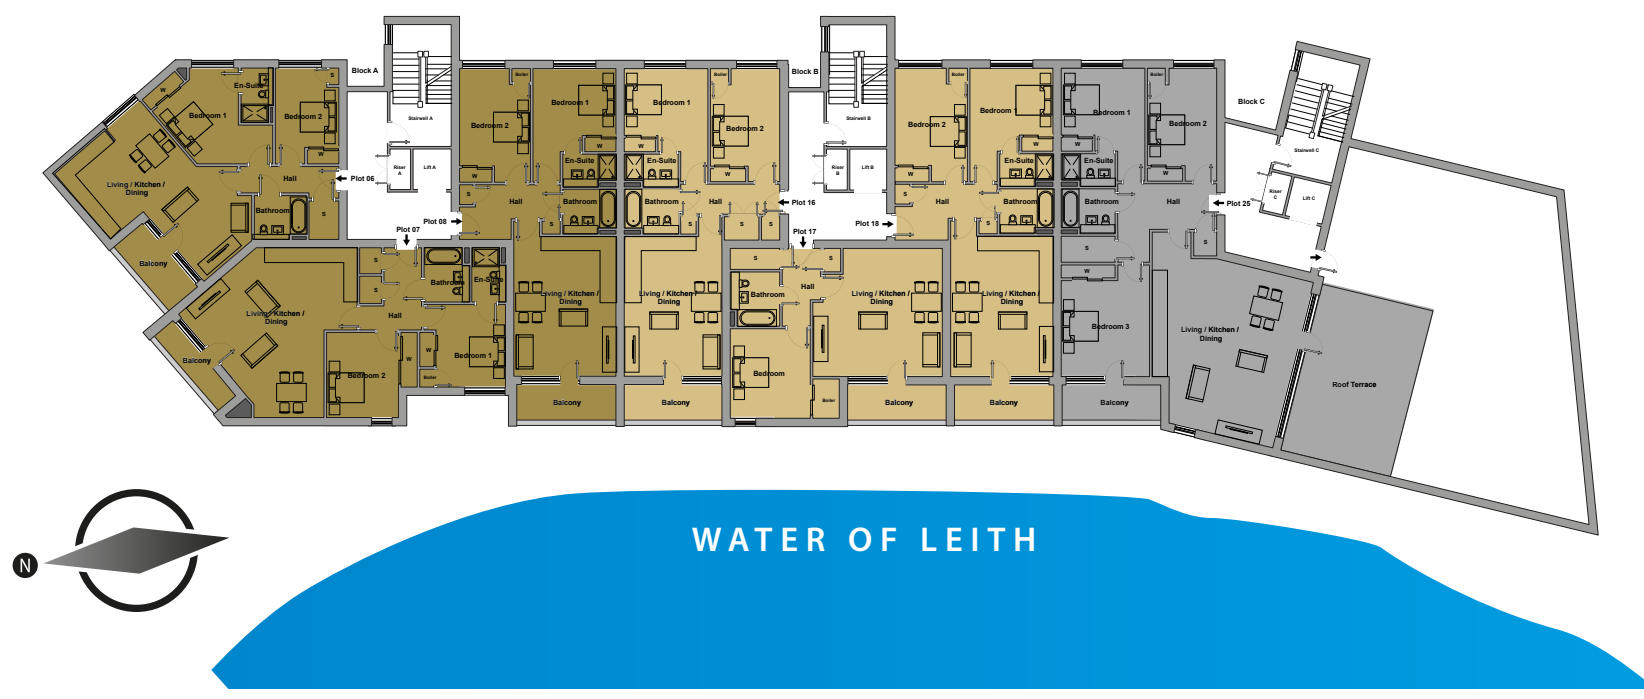 Block A
Stairwell A
Riser
A
Lift A
Plot 06
Plot 08
Plot 07
W
En-Suite
S
Bedroom 1
Bedroom 2
W
Living / Kitchen /
Dining
Hall
Bathroom
S
Balcony
S
S
Bathroom
En-Suite
Living / Kitchen /
Dining
Hall
Balcony
Bedroom 2
W
W
Bedroom 1
Boiler
Boiler
Bedroom 2
Bedroom 1
W
En-Suite
W
S
Hall
Bathroom
S
Living / Kitchen /
Dining
Balcony
Block B
Stairwell B
Riser
B
Lift B
Plot 16
Plot 17
Plot 18
Boiler
Bedroom 1
Bedroom 2
W
En-Suite
W
Bathroom
Hall
S
S
S
Living / Kitchen /
Dining
Balcony
S
S
Bathroom
Hall
Living / Kitchen /
Dining
Bedroom
Boiler
Balcony
Boiler
Bedroom 1
Bedroom 2
W
En-Suite
W
S
Hall
Bathroom
S
Living / Kitchen /
Dining
Balcony
Block C
Stairwell C
Riser
C
Lift C
Plot 25
Boiler
Bedroom 1
Bedroom 2
W
En-Suite
W
Bathroom
Hall
S
S
W
Bedroom 3
Living / Kitchen /
Dining
Roof Terrace
Balcony
N
WATER OF LEITH